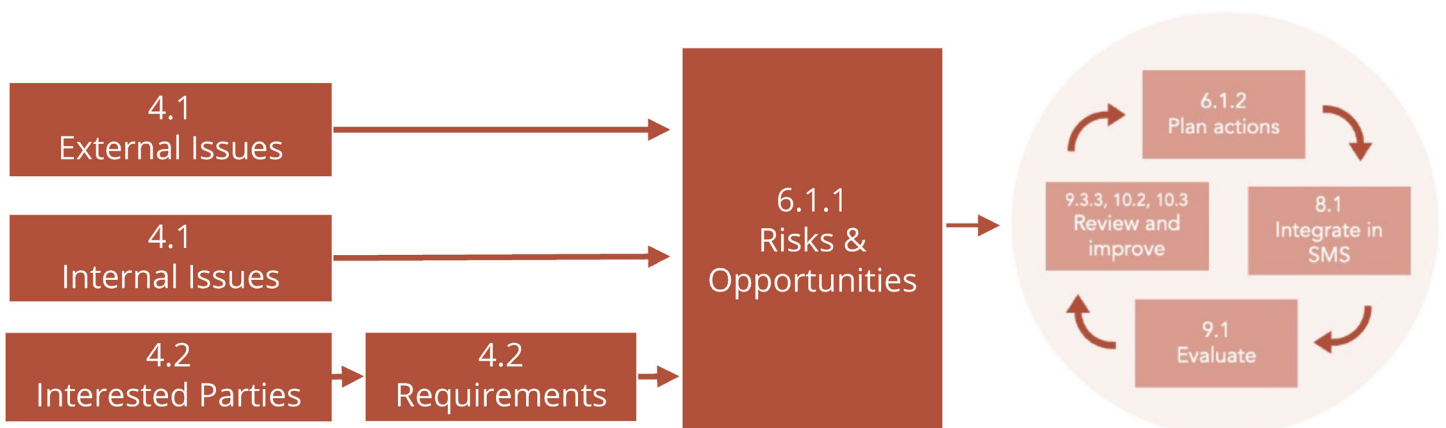 4.1
External Issues
4.1
Internal Issues
4.2
Interested Parties
4.2
Requirements
6.1.1
Risks &
Opportunities
6.1.2
Plan actions
8.1
Integrate in
SMS
9.1
Evaluate
9.3.3, 10.2, 10.3
Review and
improve